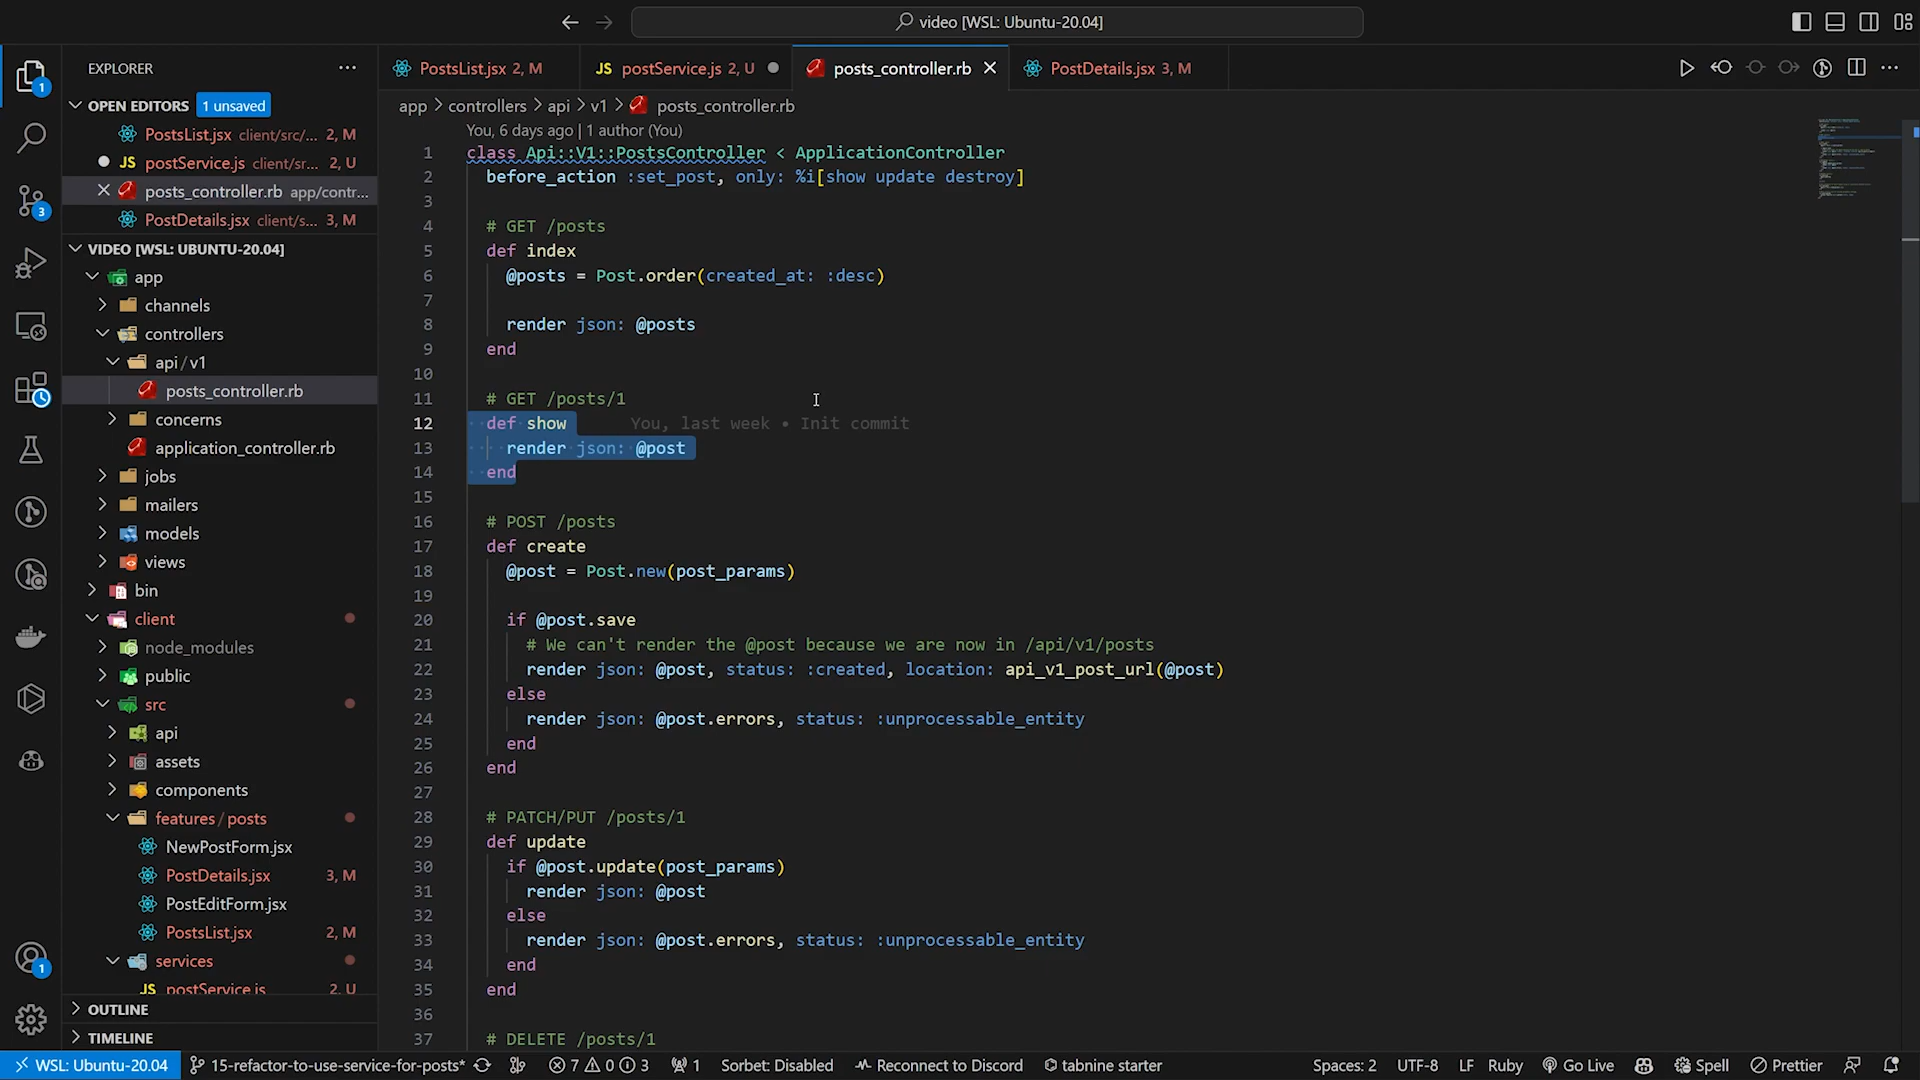 video [WSL: Ubuntu-20.04]
EXPLORER
PostsList.jsx 2, M
JS postService.js 2, U
posts_controller.rb
PostDetails.jsx 3, M
OPEN EDITORS 1 unsaved
PostsList.jsx client/src/... 2, M
JS postService.js client/sr... 2, U
posts_controller.rb app/contr...
PostDetails.jsx client/s... 3, M
VIDEO [WSL: UBUNTU-20.04]
app
channels
controllers
api/v1
posts_controller.rb
concerns
application_controller.rb
jobs
mailers
models
views
bin
client
node_modules
public
src
api
assets
components
features/posts
NewPostForm.jsx
PostDetails.jsx 3, M
PostEditForm.jsx
PostsList.jsx 2, M
services
JS postService.js 2, U
OUTLINE
TIMELINE
1
3
1
app > controllers > api > v1 > posts_controller.rb
You, 6 days ago | 1 author (You)
1 class Api::V1::PostsController < ApplicationController
2 before_action :set_post, only: %i[show update destroy]
3
4 # GET /posts
5 def index
6 @posts = Post.order(created_at: :desc)
7
8 render json: @posts
9 end
10
11 # GET /posts/1
12 def show You, last week • Init commit
13 render json: @post
14 end
15
16 # POST /posts
17 def create
18 @post = Post.new(post_params)
19
20 if @post.save
21 # We can't render the @post because we are now in /api/v1/posts
22 render json: @post, status: :created, location: api_v1_post_url(@post)
23 else
24 render json: @post.errors, status: :unprocessable_entity
25 end
26 end
27
28 # PATCH/PUT /posts/1
29 def update
30 if @post.update(post_params)
31 render json: @post
32 else
33 render json: @post.errors, status: :unprocessable_entity
34 end
35 end
36
37 # DELETE /posts/1
WSL: Ubuntu-20.04 15-refactor-to-use-service-for-posts* 7 0 3 1 Sorbet: Disabled Reconnect to Discord tabnine starter Spaces: 2 UTF-8 LF Ruby Go Live Spell Prettier